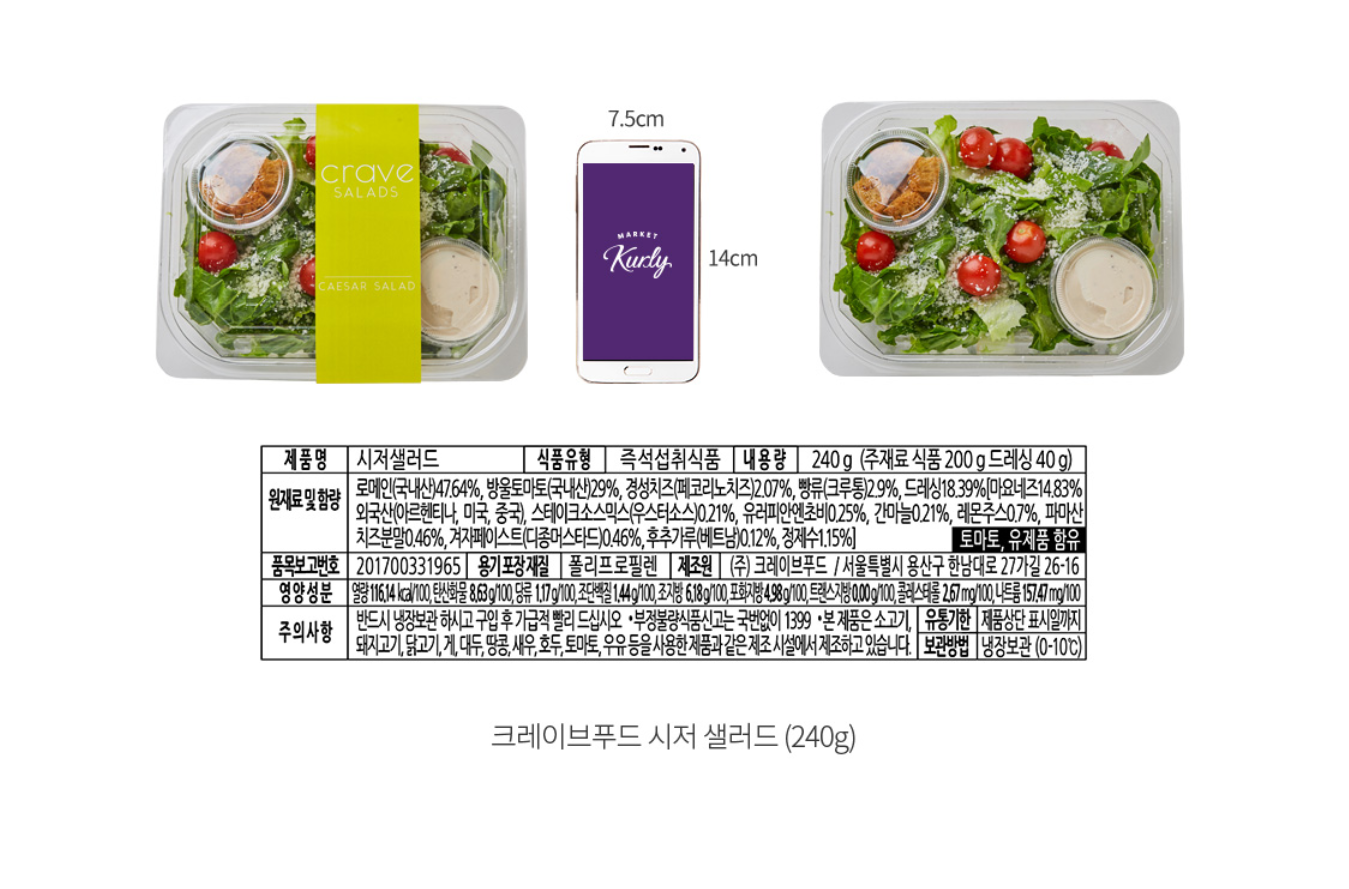 7.5cm
crave
SALADS
CAESAR SALAD
MARKET
Kurly
14cm
제품명 시저샐러드 식품유형 즉석섭취식품 내용량 240 g (주재료 식품 200 g 드레싱 40 g)
원재료 및 함량 로메인(국내산)47.64%, 방울토마토(국내산)29%, 경성치즈(페코리노치즈)2.07%, 빵류(크루통)2.9%, 드레싱18.39%[마요네즈14.83%
외국산(아르헨티나, 미국, 중국), 스테이크소스믹스(우스터소스)0.21%, 유러피안엔초비0.25%, 간마늘0.21%, 레몬주스0.7%, 파마산
치즈분말0.46%, 겨자페이스트(디종머스타드)0.46%, 후추가루(베트남)0.12%, 정제수1.15%] 토마토, 유제품 함유
품목보고번호 201700331965 용기포장재질 폴리프로필렌 제조원 (주) 크레이브푸드 / 서울특별시 용산구 한남대로 27가길 26-16
영양성분 열량 116,14 kcal/100, 탄산화물 8,63 g/100, 당류 1,17 g/100, 조단백질 1,44 g/100, 조지방 6,18 g/100, 포화지방 4,98 g/100, 트랜스지방 0,00 g/100, 콜레스테롤 2,67 mg/100, 나트륨 157,47 mg/100
주의사항 반드시 냉장보관 하시고 구입 후 가급적 빨리 드십시오 •부정불량식품신고는 국번없이 1399 •본 제품은 소고기, 유통기한 제품상단 표시일까지
돼지고기, 닭고기, 게, 대두, 땅콩, 새우, 호두, 토마토, 우유 등을 사용한 제품과 같은 제조 시설에서 제조하고 있습니다. 보관방법 냉장보관 (0-10℃)
크레이브푸드 시저 샐러드 (240g)